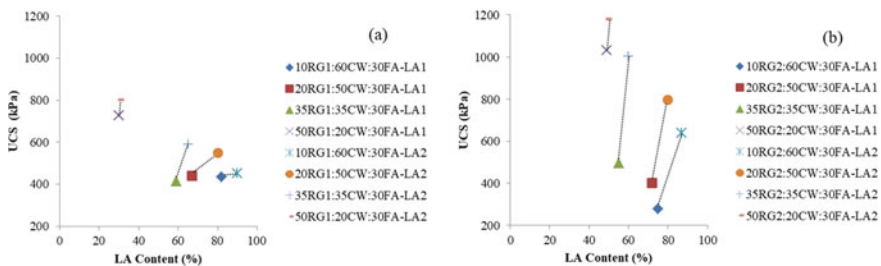 (a)
1200
1000
800
600
400
200
0 20 40 60 80 100
UCS (kPa)
LA Content (%)
10RG1:60CW:30FA-LA1
20RG1:50CW:30FA-LA1
35RG1:35CW:30FA-LA1
50RG1:20CW:30FA-LA1
10RG1:60CW:30FA-LA2
20RG1:50CW:30FA-LA2
35RG1:35CW:30FA-LA2
50RG1:20CW:30FA-LA2
(b)
1200
1000
800
600
400
200
0 20 40 60 80 100
UCS (kPa)
LA Content (%)
10RG2:60CW:30FA-LA1
20RG2:50CW:30FA-LA1
35RG2:35CW:30FA-LA1
50RG2:20CW:30FA-LA1
10RG2:60CW:30FA-LA2
20RG2:50CW:30FA-LA2
35RG2:35CW:30FA-LA2
50RG2:20CW:30FA-LA2